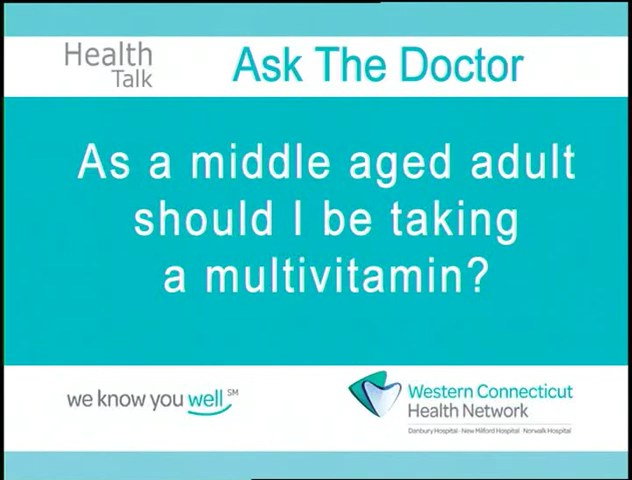 Health
Talk
Ask The Doctor
As a middle aged adult
should I be taking
a multivitamin?
we know you well SM
Western Connecticut
Health Network
Danbury Hospital · New Milford Hospital · Norwalk Hospital